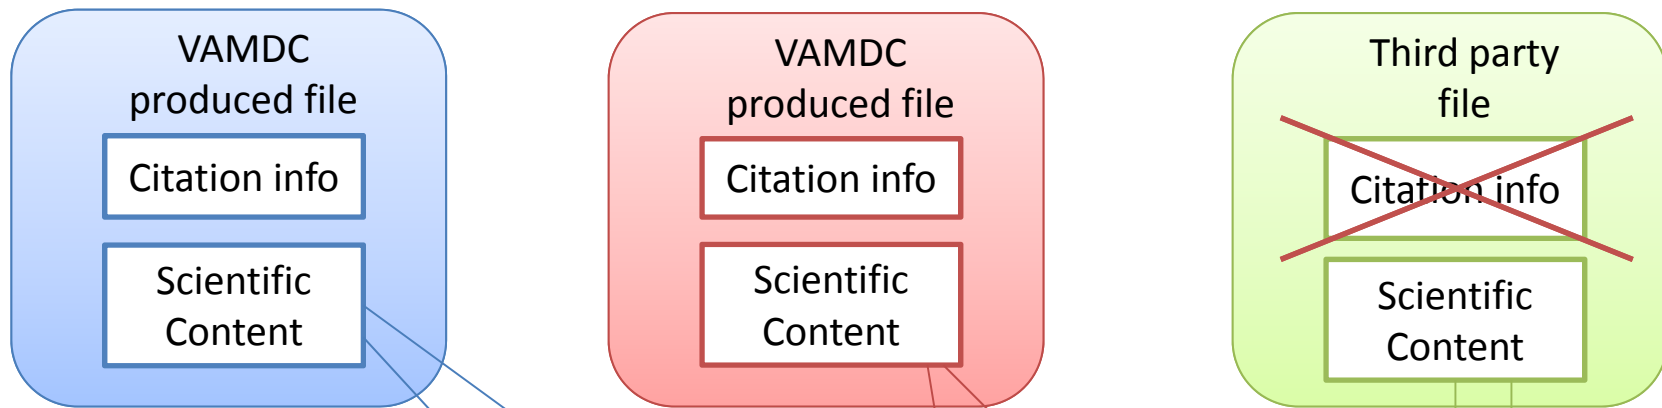 VAMDC
produced file
Citation info
Scientific
Content
VAMDC
produced file
Citation info
Scientific
Content
Third party
file
Citation info
Scientific
Content